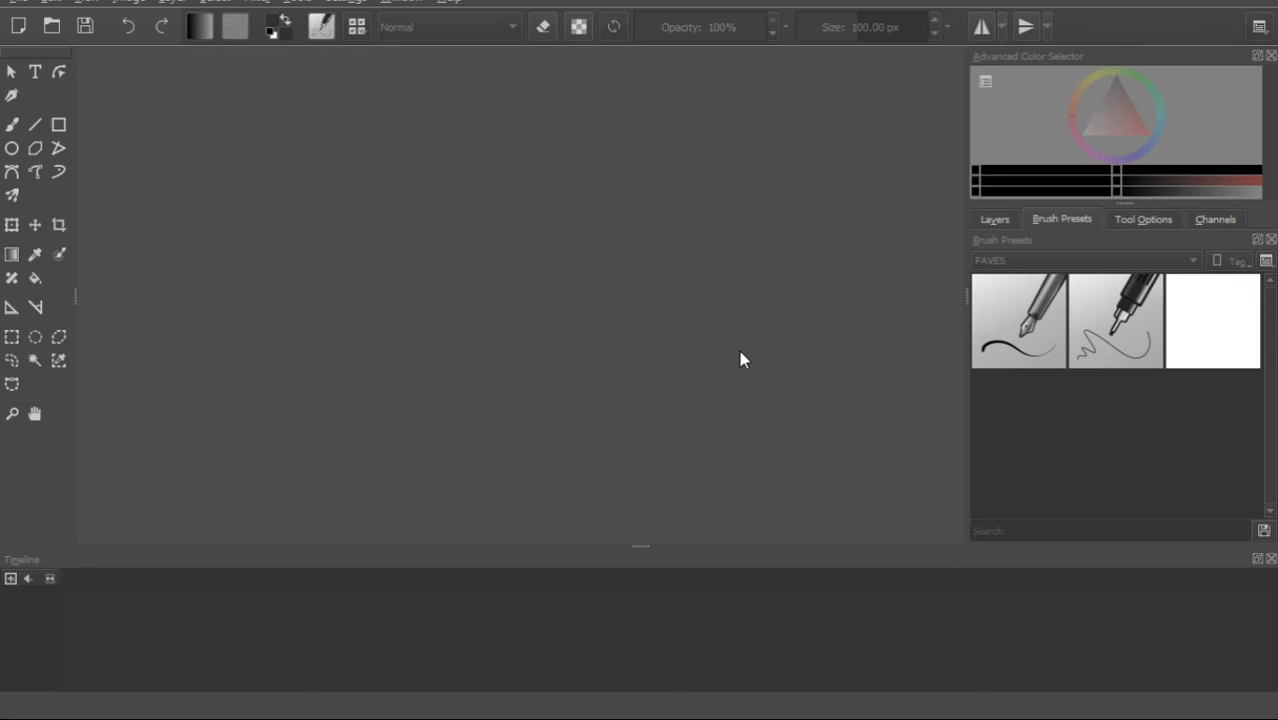 Normal
Opacity: 100%
Size: 100.00 px
Advanced Color Selector
Layers
Brush Presets
Tool Options
Channels
Brush Presets
FAVES
Tag
Search
Timeline